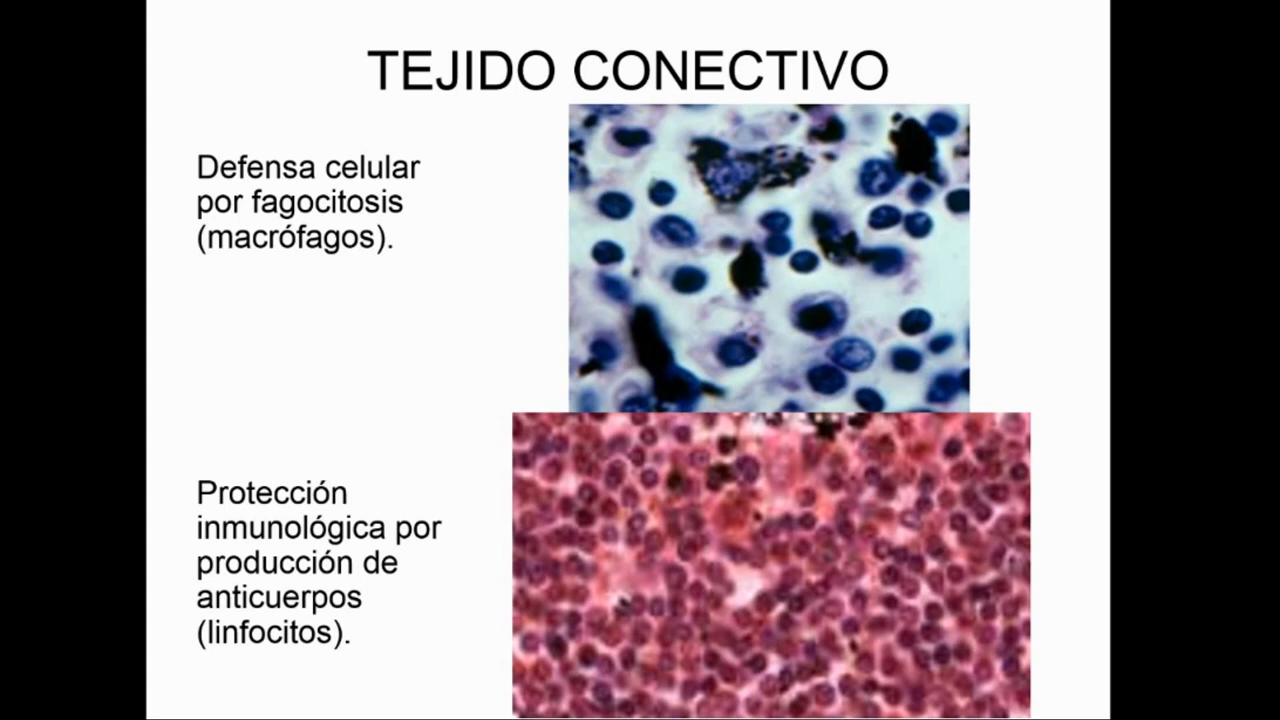 TEJIDO CONECTIVO
Defensa celular
por fagocitosis
(macrófagos).
Protección
inmunológica por
producción de
anticuerpos
(linfocitos).